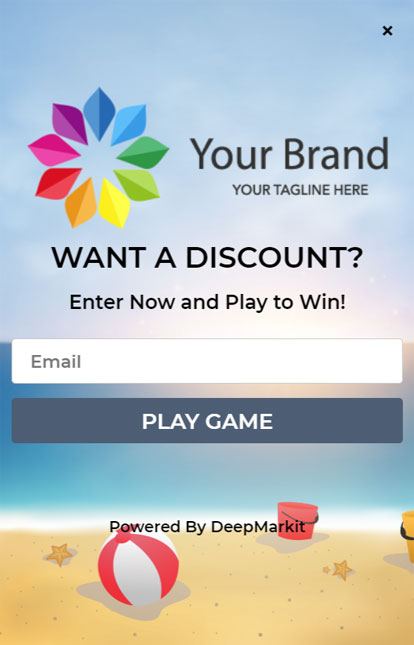 ×
Your Brand
YOUR TAGLINE HERE
WANT A DISCOUNT?
Enter Now and Play to Win!
Email
PLAY GAME
Powered By DeepMarkit